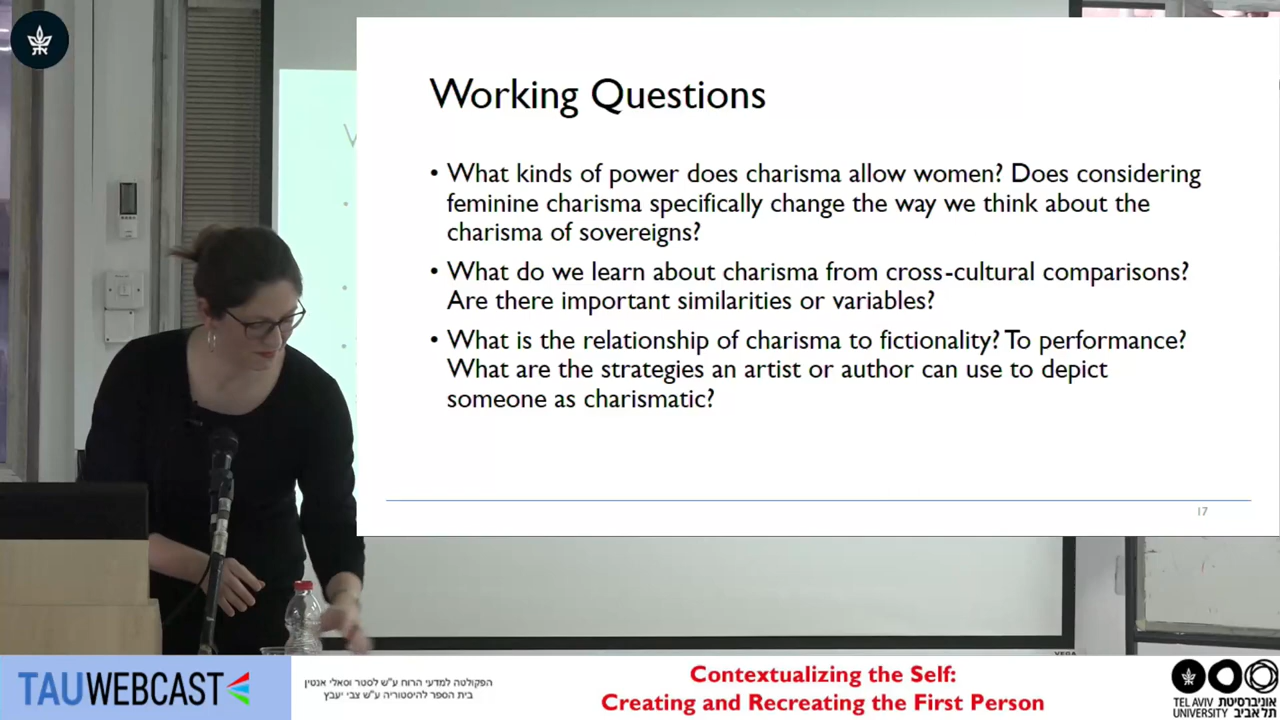 Working Questions
• What kinds of power does charisma allow women? Does considering
feminine charisma specifically change the way we think about the
charisma of sovereigns?
• What do we learn about charisma from cross-cultural comparisons?
Are there important similarities or variables?
• What is the relationship of charisma to fictionality? To performance?
What are the strategies an artist or author can use to depict
someone as charismatic?
17
TAUWEBCAST
הפקולטה למדעי הרוח ע"ש לסטר וסאלי אנטין
בית הספר להיסטוריה ע"ש צבי יעבץ
Contextualizing the Self:
Creating and Recreating the First Person
TEL AVIV אוניברסיטת
UNIVERSITY תל אביב